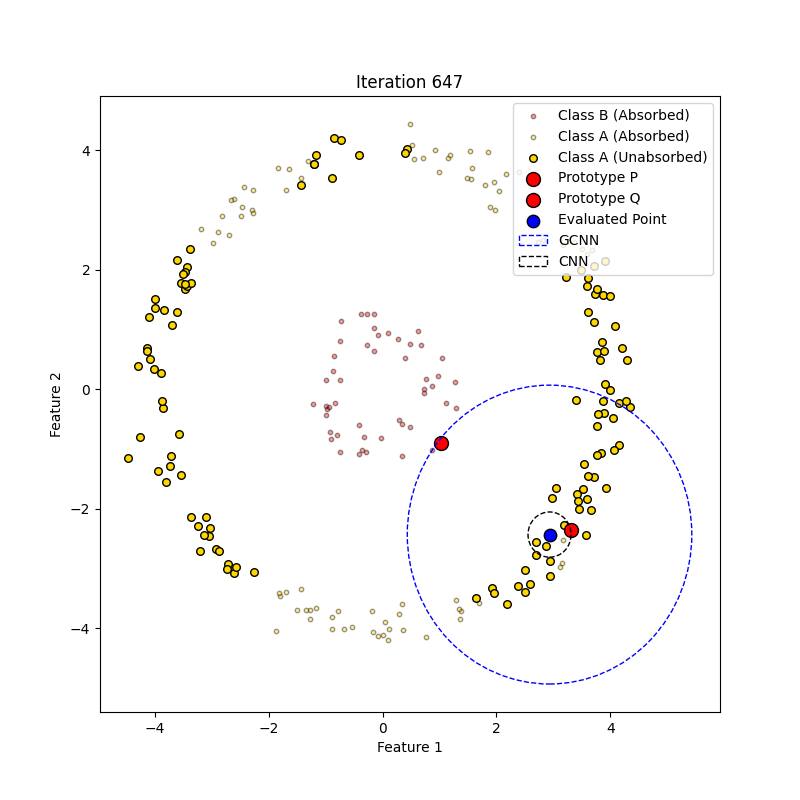 Iteration 647
Class B (Absorbed)
Class A (Absorbed)
Class A (Unabsorbed)
Prototype P
Prototype Q
Evaluated Point
GCNN
CNN
4
2
0
−2
−4
Feature 2
−4
−2
0
2
4
Feature 1